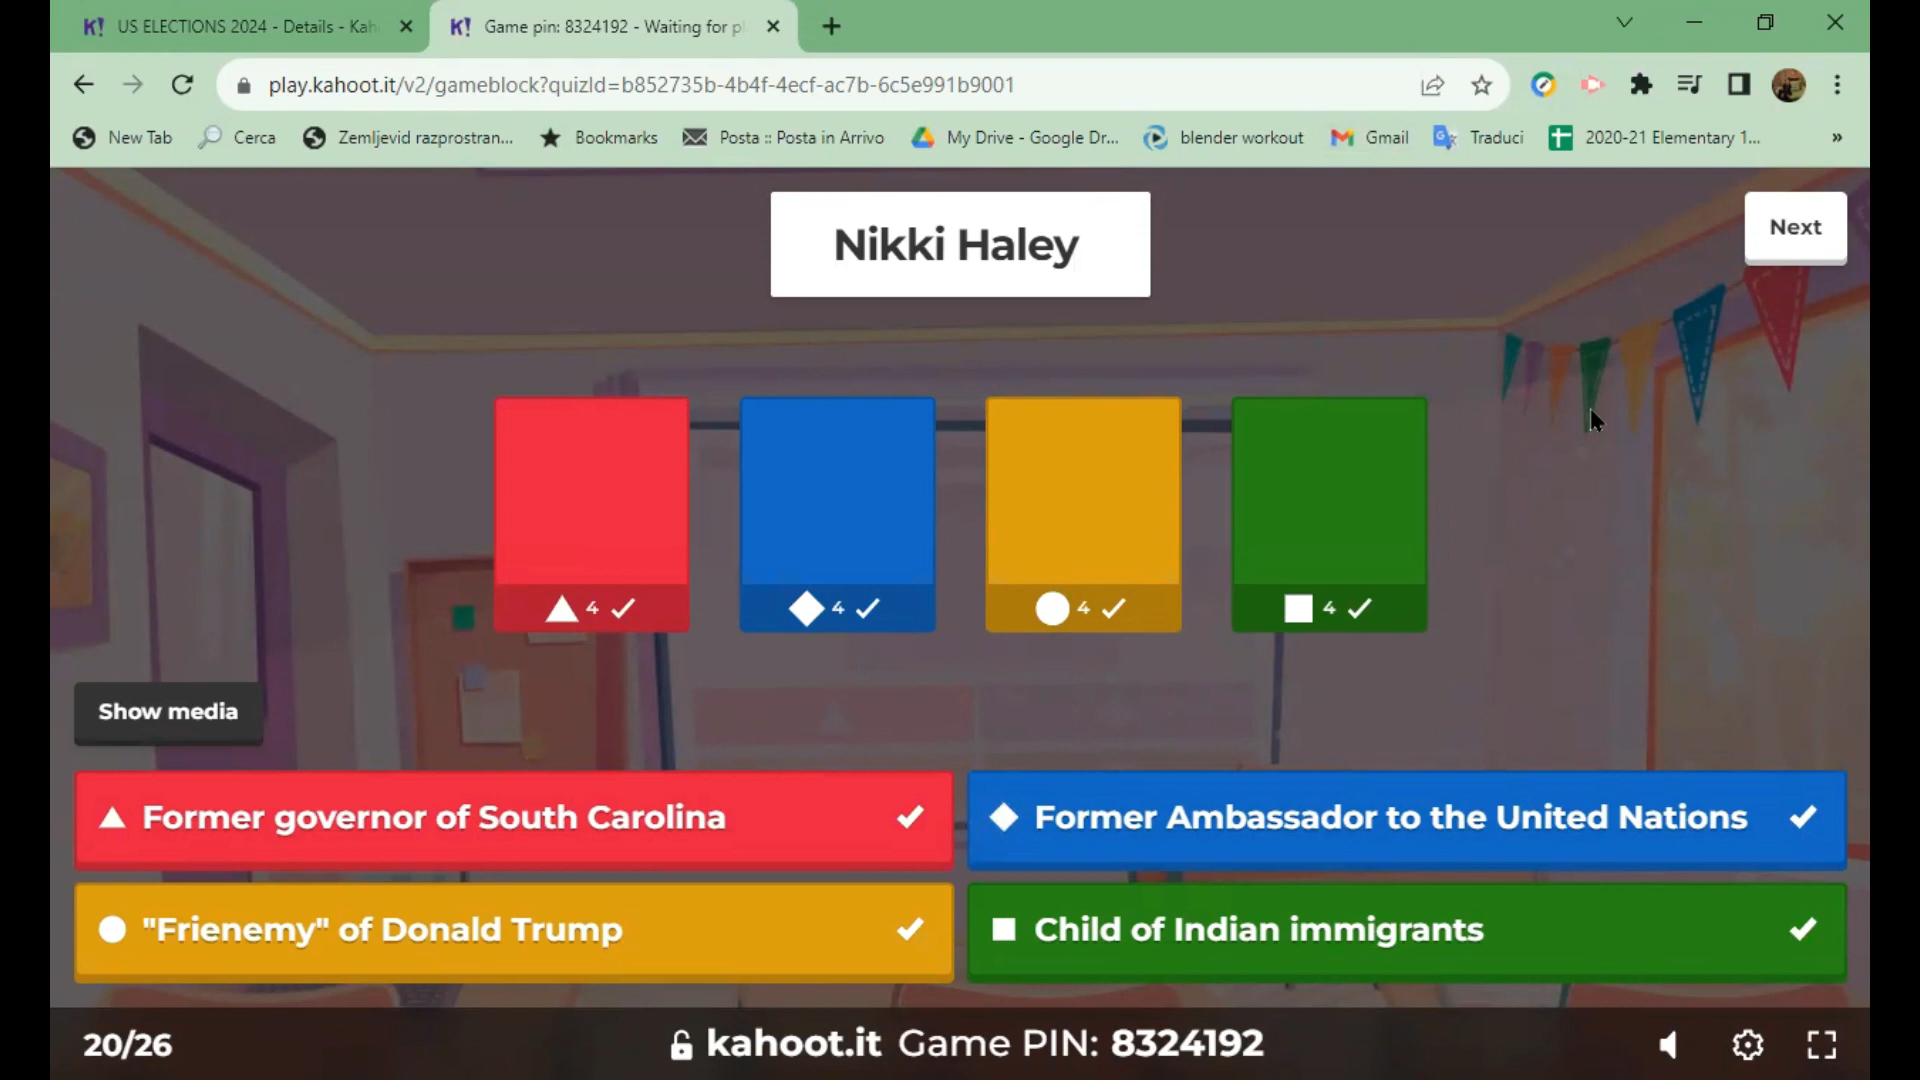 K! US ELECTIONS 2024 - Details - Kah
K! Game pin: 8324192 - Waiting for p
play.kahoot.it/v2/gameblock?quizId=b852735b-4b4f-4ecf-ac7b-6c5e991b9001
New Tab Cerca Zemljevid razprostran... Bookmarks Posta :: Posta in Arrivo My Drive - Google Dr... blender workout Gmail Traduci 2020-21 Elementary 1... »
Nikki Haley
Next
4 4 4 4
Show media
Former governor of South Carolina
Former Ambassador to the United Nations
"Frienemy" of Donald Trump
Child of Indian immigrants
20/26
kahoot.it Game PIN: 8324192